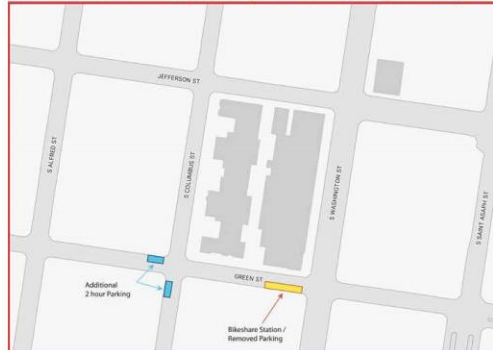 JEFFERSON ST
S ALFRED ST
S COLUMBUS ST
S WASHINGTON ST
S SAINT ASAPH ST
GREEN ST
Additional
2 hour Parking
Bikeshare Station /
Removed Parking